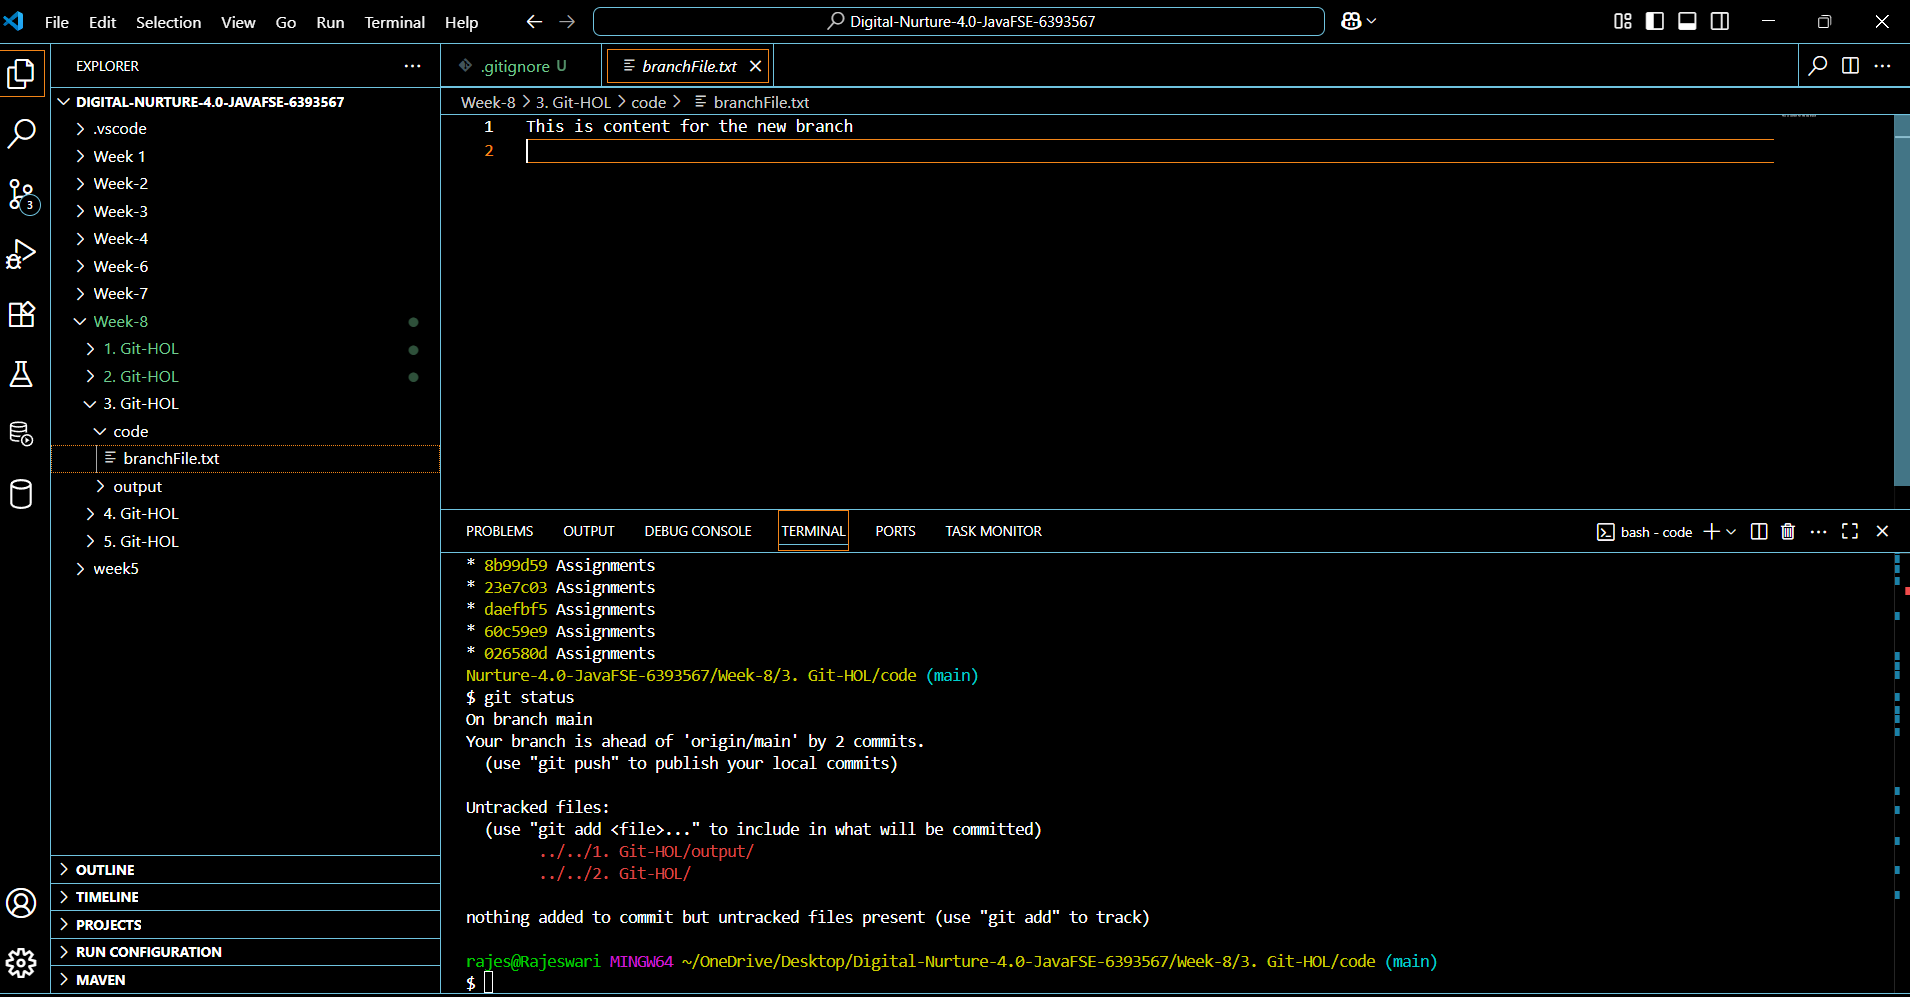 File Edit Selection View Go Run Terminal Help
Digital-Nurture-4.0-JavaFSE-6393567
EXPLORER
DIGITAL-NURTURE-4.0-JAVAFSE-6393567
.vscode
Week 1
Week-2
Week-3
Week-4
Week-6
Week-7
Week-8
1. Git-HOL
2. Git-HOL
3. Git-HOL
code
branchFile.txt
output
4. Git-HOL
5. Git-HOL
week5
3
OUTLINE
TIMELINE
PROJECTS
RUN CONFIGURATION
MAVEN
.gitignore U
branchFile.txt
Week-8 > 3. Git-HOL > code > branchFile.txt
1 This is content for the new branch
2
PROBLEMS OUTPUT DEBUG CONSOLE TERMINAL PORTS TASK MONITOR
bash - code
* 8b99d59 Assignments
* 23e7c03 Assignments
* daefbf5 Assignments
* 60c59e9 Assignments
* 026580d Assignments
Nurture-4.0-JavaFSE-6393567/Week-8/3. Git-HOL/code (main)
$ git status
On branch main
Your branch is ahead of 'origin/main' by 2 commits.
(use "git push" to publish your local commits)
Untracked files:
(use "git add <file>..." to include in what will be committed)
../../1. Git-HOL/output/
../../2. Git-HOL/
nothing added to commit but untracked files present (use "git add" to track)
rajes@Rajeswari MINGW64 ~/OneDrive/Desktop/Digital-Nurture-4.0-JavaFSE-6393567/Week-8/3. Git-HOL/code (main)
$